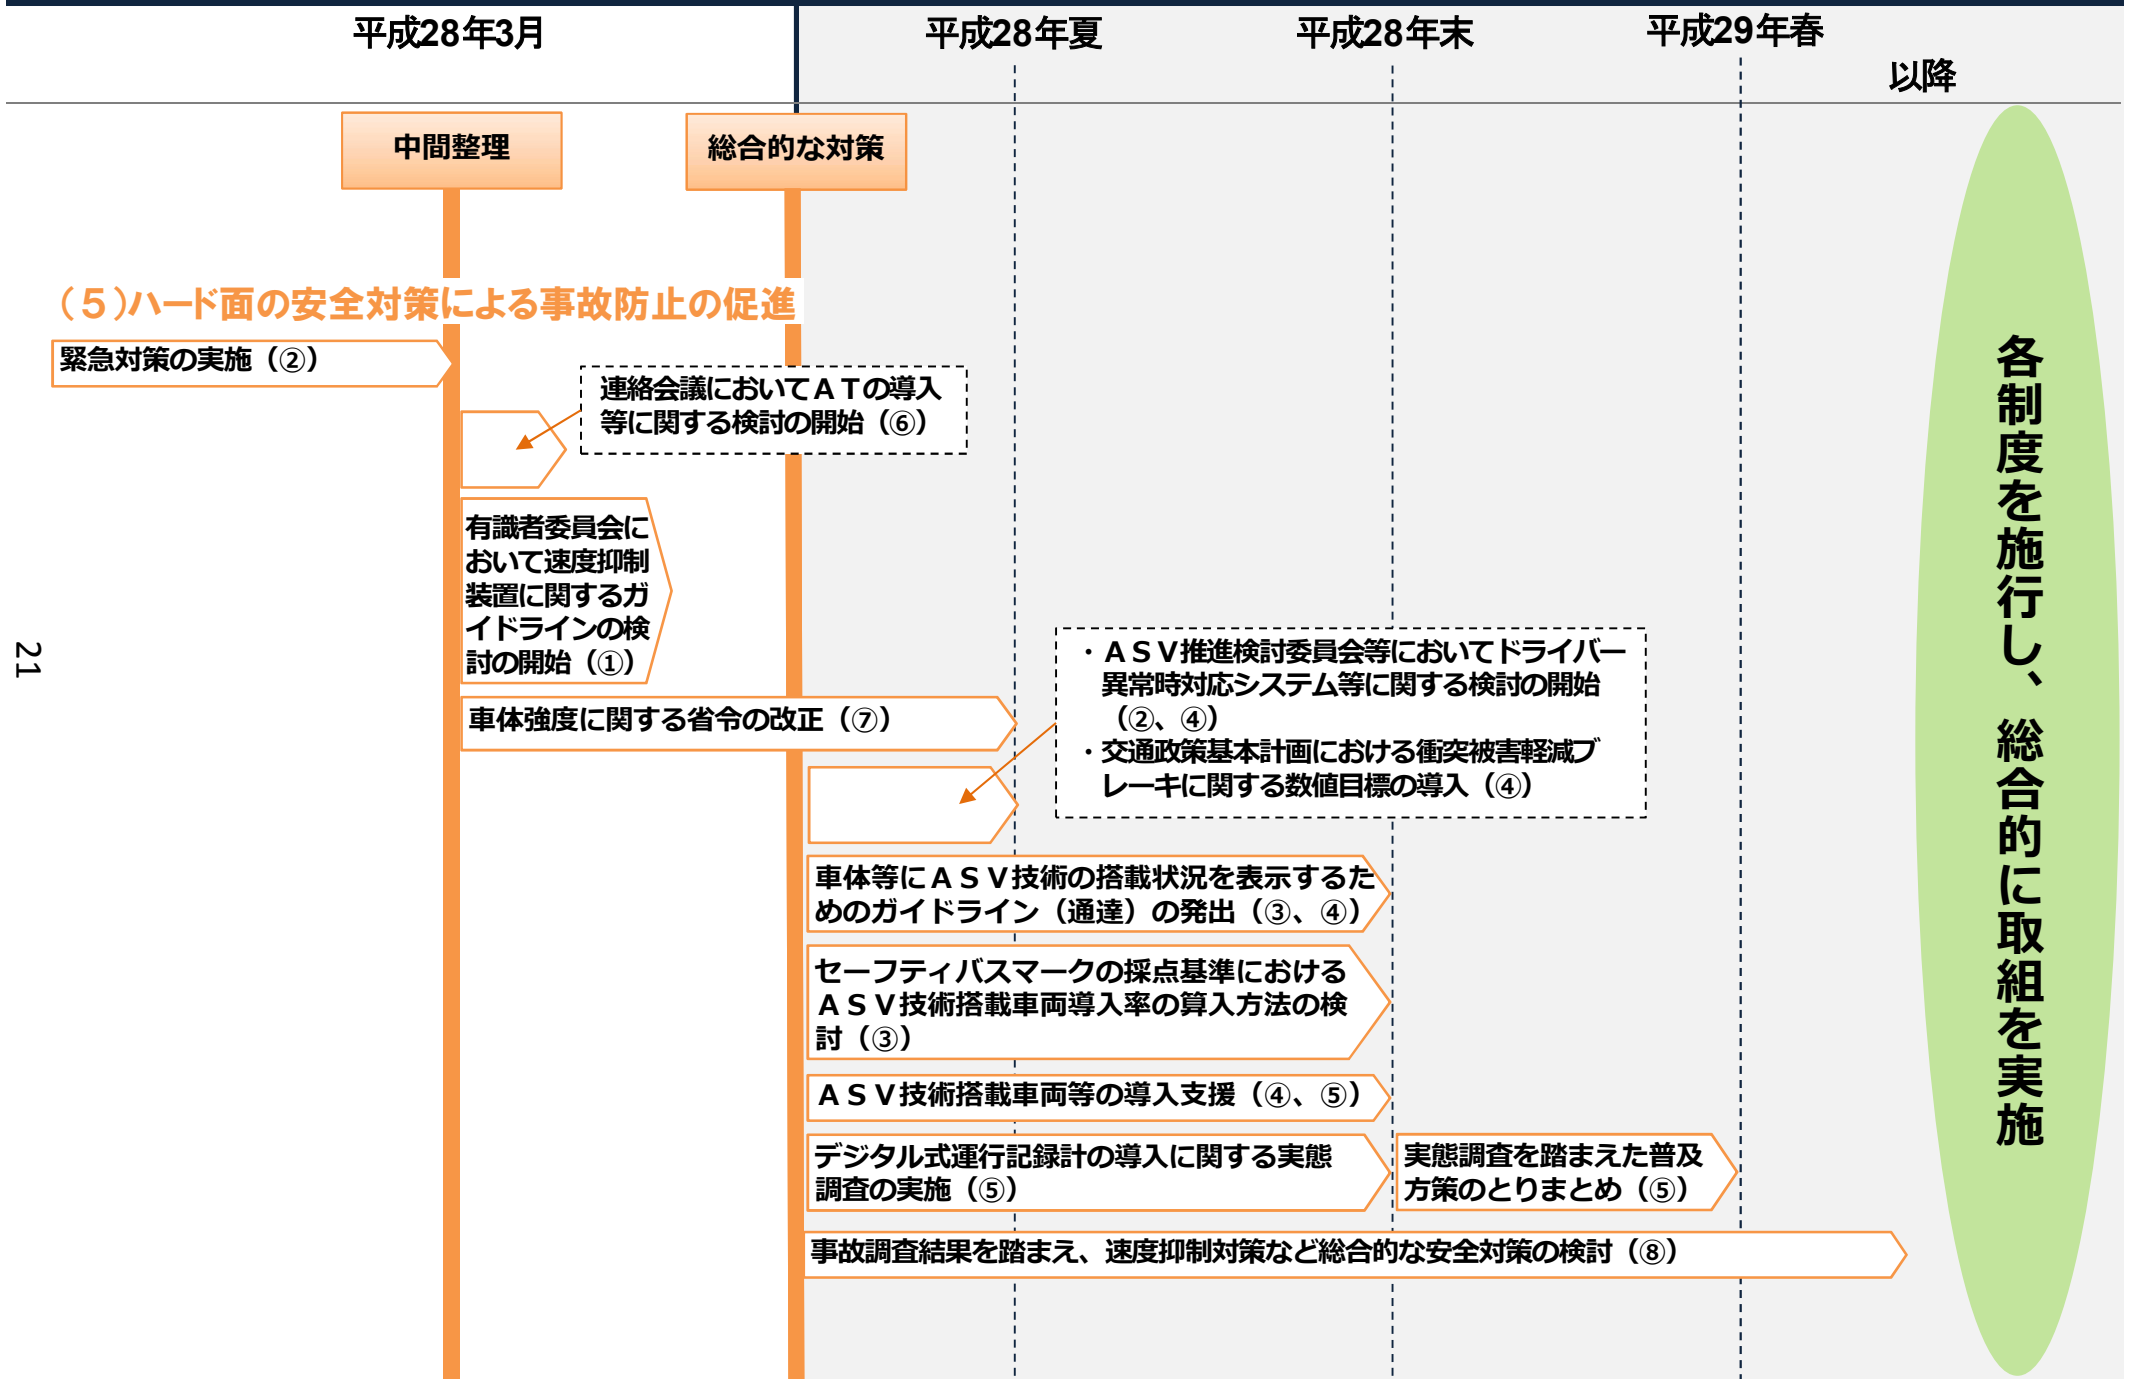 平成28年3月
平成28年夏
平成28年末
平成29年春
以降
中間整理
総合的な対策
（５）ハード面の安全対策による事故防止の促進
緊急対策の実施（②）
連絡会議においてＡＴの導入
等に関する検討の開始（⑥）
有識者委員会に
おいて速度抑制
装置に関するガ
イドラインの検
討の開始（①）
車体強度に関する省令の改正（⑦）
・ＡＳＶ推進検討委員会等においてドライバー
異常時対応システム等に関する検討の開始
（②、④）
・交通政策基本計画における衝突被害軽減ブ
レーキに関する数値目標の導入（④）
車体等にＡＳＶ技術の搭載状況を表示するた
めのガイドライン（通達）の発出（③、④）
セーフティバスマークの採点基準における
ＡＳＶ技術搭載車両導入率の算入方法の検
討（③）
ＡＳＶ技術搭載車両等の導入支援（④、⑤）
デジタル式運行記録計の導入に関する実態
調査の実施（⑤）
実態調査を踏まえた普及
方策のとりまとめ（⑤）
事故調査結果を踏まえ、速度抑制対策など総合的な安全対策の検討（⑧）
各制度を施行し、総合的に取組を実施
21